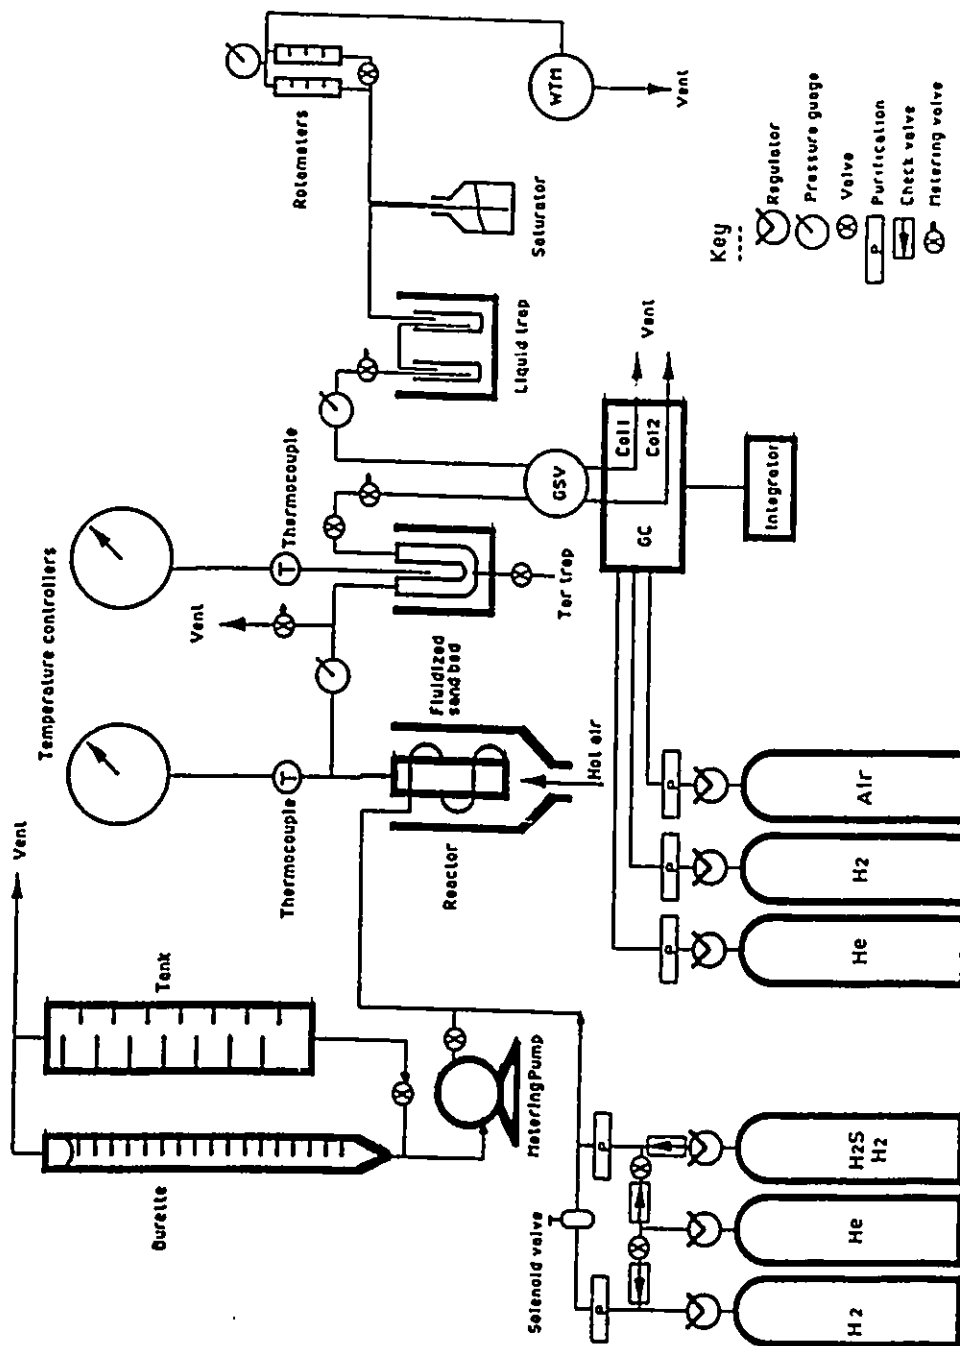 Temperature controllers
Vent
Tank
Burette
Metering Pump
Thermocouple
T
Reactor
Fluidized
sand bed
Hot air
Vent
Thermocouple
T
Tar trap
Liquid trap
Saturator
Rotameters
WTM
Vent
GSV
GC
Col1
Col2
Vent
Integrator
Solenoid valve
P
P
H2
He
H2S
H2
P
P
P
He
H2
Air
Key
Regulator
Pressure guage
Valve
P
Purification
Check valve
Metering valve